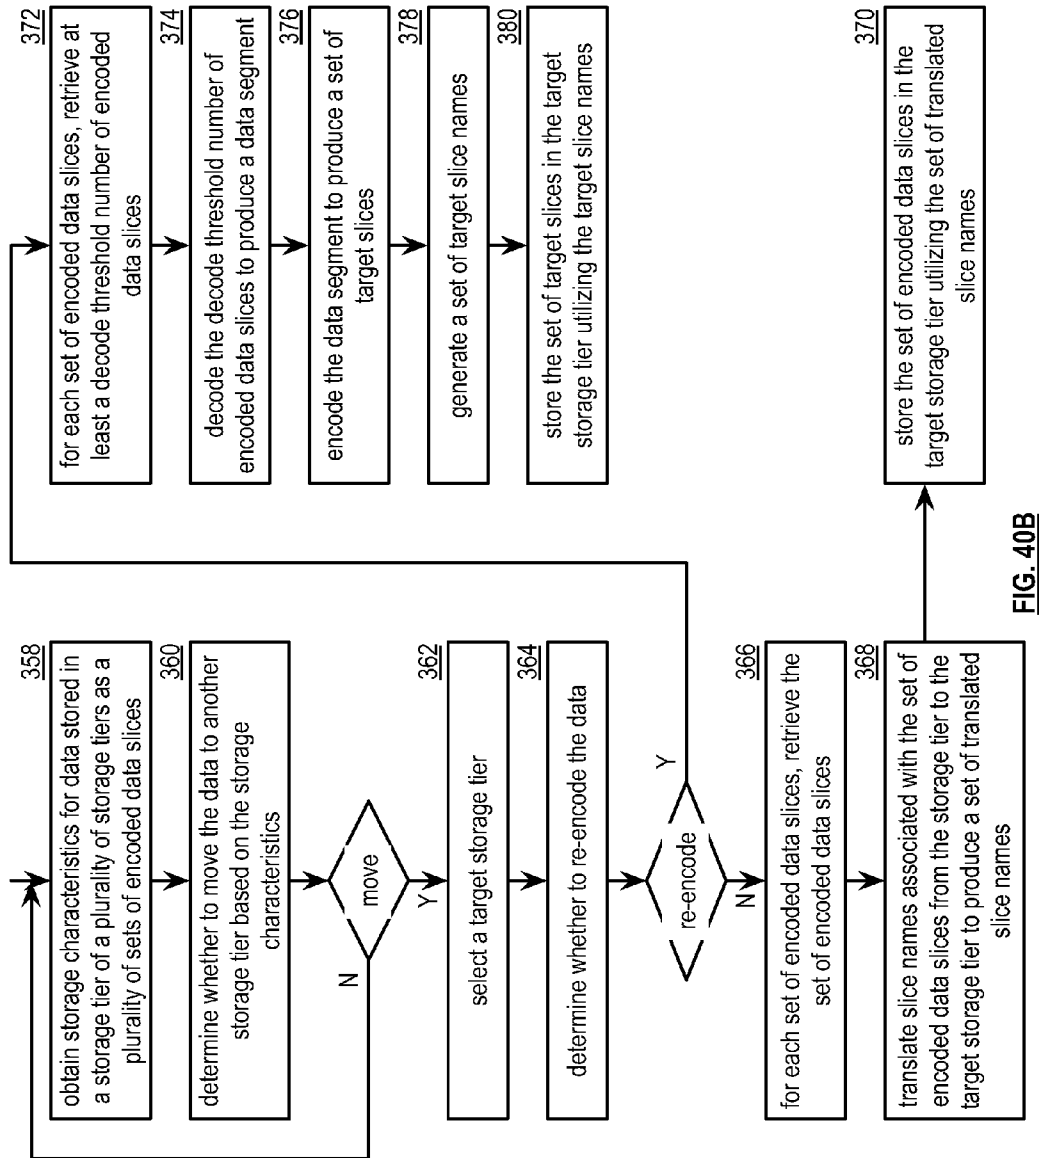 358
obtain storage characteristics for data stored in
a storage tier of a plurality of storage tiers as a
plurality of sets of encoded data slices
360
determine whether to move the data to another
storage tier based on the storage
characteristics
move
N
Y
362
select a target storage tier
364
determine whether to re-encode the data
re-encode
Y
N
366
for each set of encoded data slices, retrieve the
set of encoded data slices
368
translate slice names associated with the set of
encoded data slices from the storage tier to the
target storage tier to produce a set of translated
slice names
370
store the set of encoded data slices in the
target storage tier utilizing the set of translated
slice names
372
for each set of encoded data slices, retrieve at
least a decode threshold number of encoded
data slices
374
decode the decode threshold number of
encoded data slices to produce a data segment
376
encode the data segment to produce a set of
target slices
378
generate a set of target slice names
380
store the set of target slices in the target
storage tier utilizing the target slice names
FIG. 40B